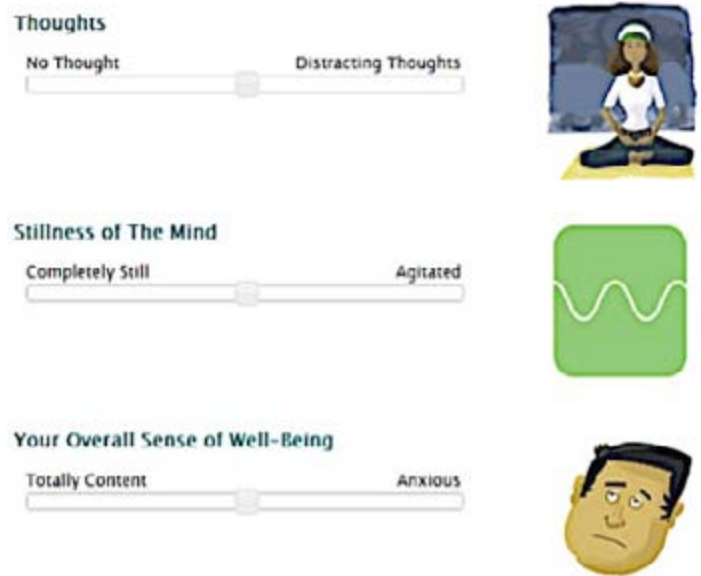 Thoughts
No Thought Distracting Thoughts
Stillness of The Mind
Completely Still Agitated
Your Overall Sense of Well-Being
Totally Content Anxious